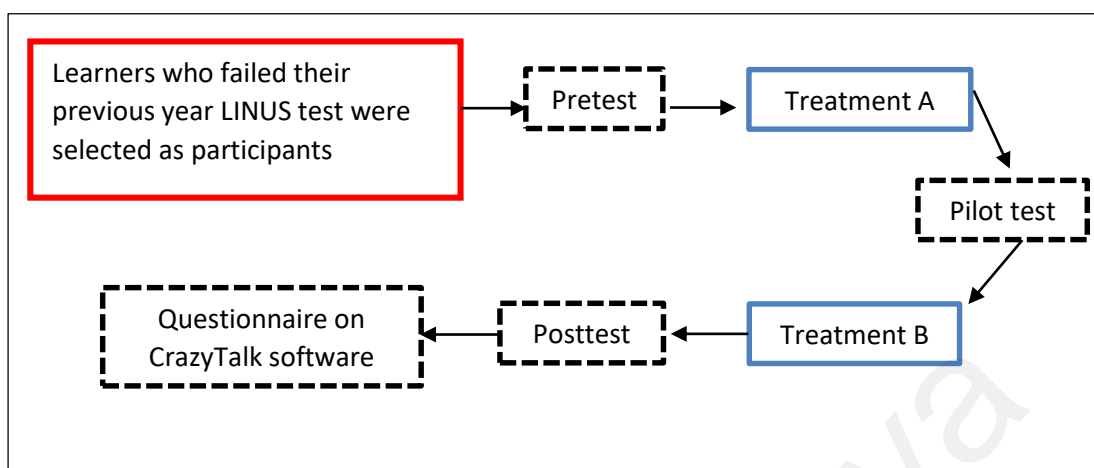 Learners who failed their
previous year LINUS test were
selected as participants
Pretest
Treatment A
Pilot test
Treatment B
Posttest
Questionnaire on
CrazyTalk software